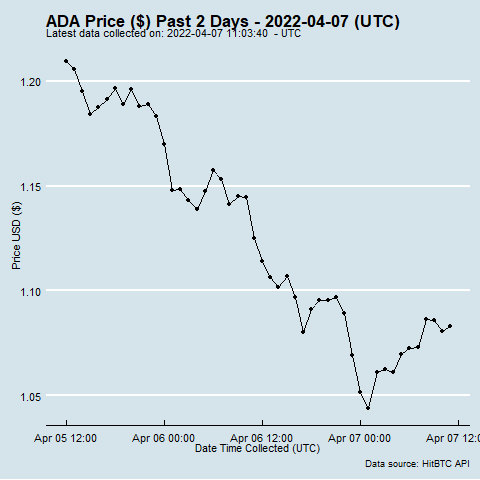 ADA Price ($) Past 2 Days - 2022-04-07 (UTC)
Latest data collected on: 2022-04-07 11:03:40 - UTC
1.20
1.15
1.10
1.05
Price USD ($)
Apr 05 12:00
Apr 06 00:00
Apr 06 12:00
Apr 07 00:00
Apr 07 12:00
Date Time Collected (UTC)
Data source: HitBTC API